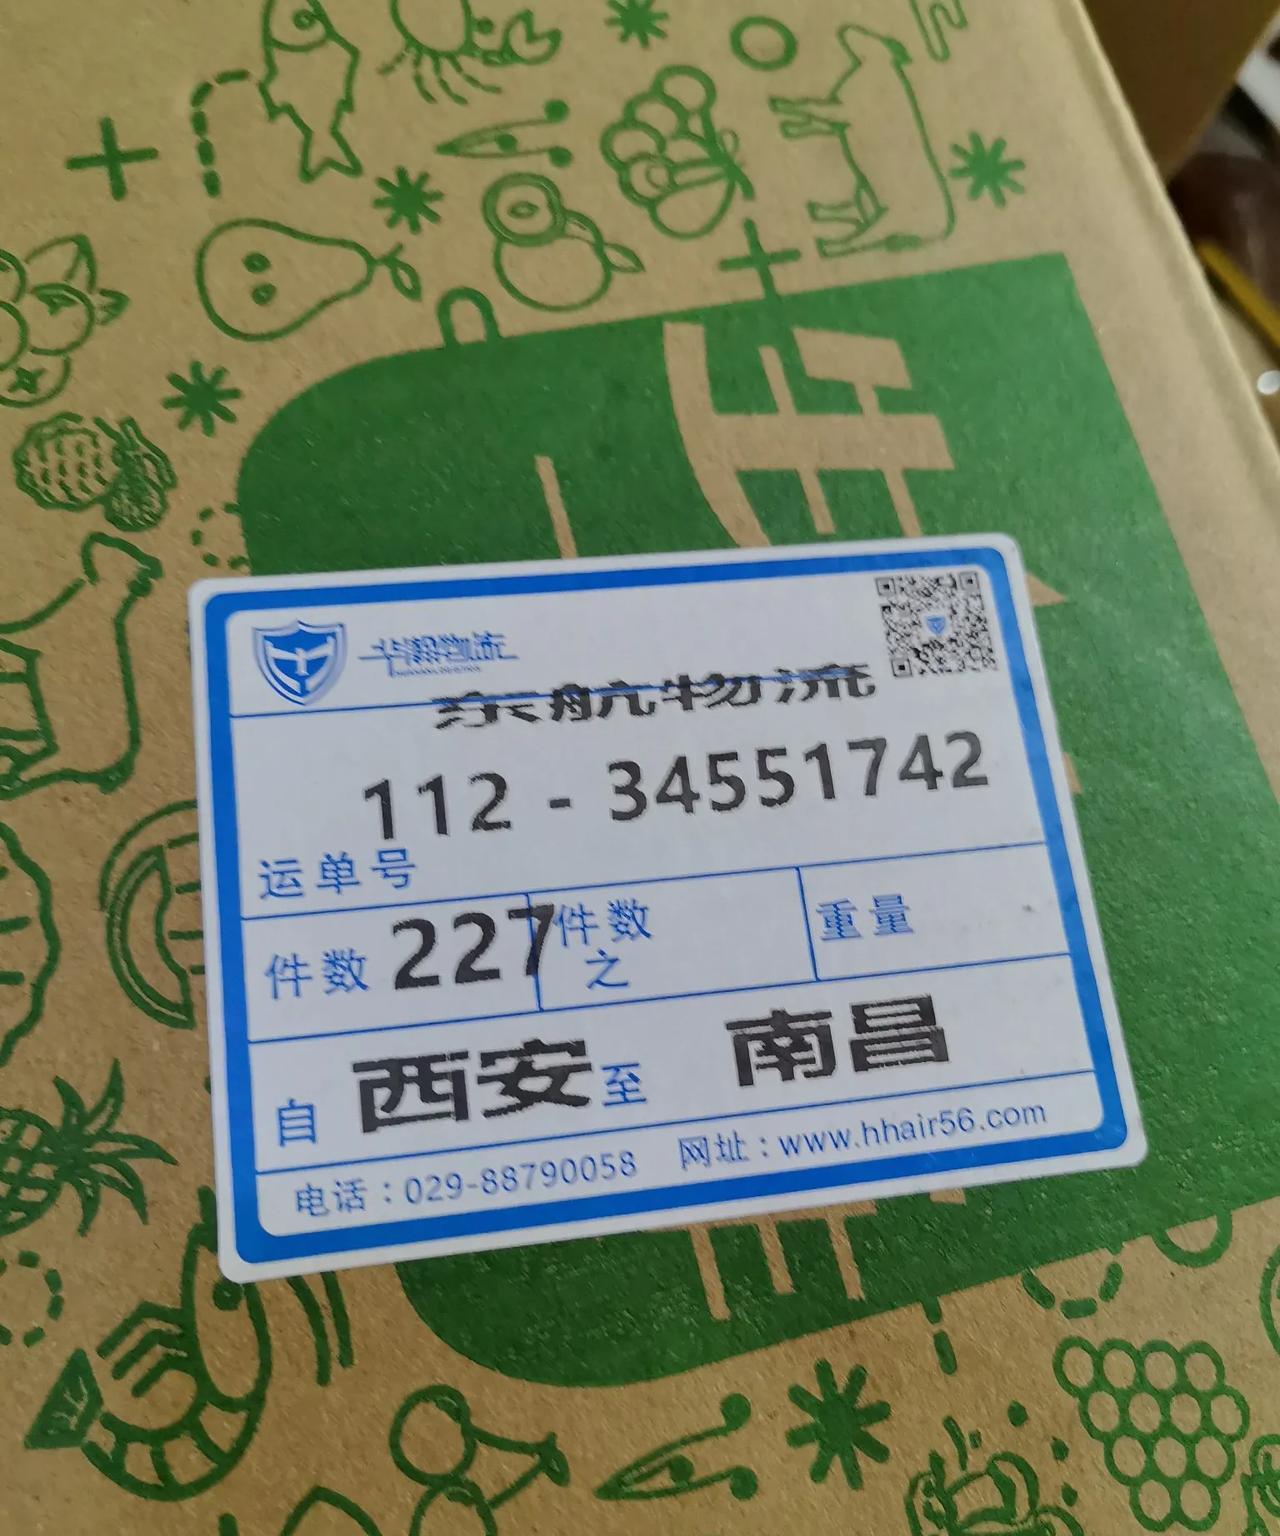 华瀚物流
东航物流
112 - 34551742
运单号
件数 227 件数之 重量
自 西安 至 南昌
电话：029-88790058 网址：www.hhair56.com